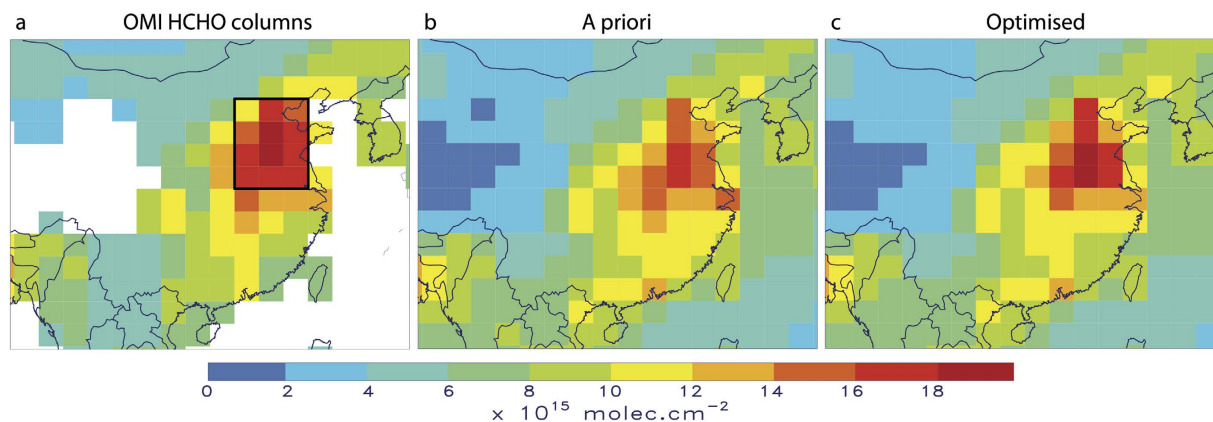 a OMI HCHO columns
b A priori
c Optimised
0 2 4 6 8 10 12 14 16 18
× 10¹⁵ molec.cm⁻²